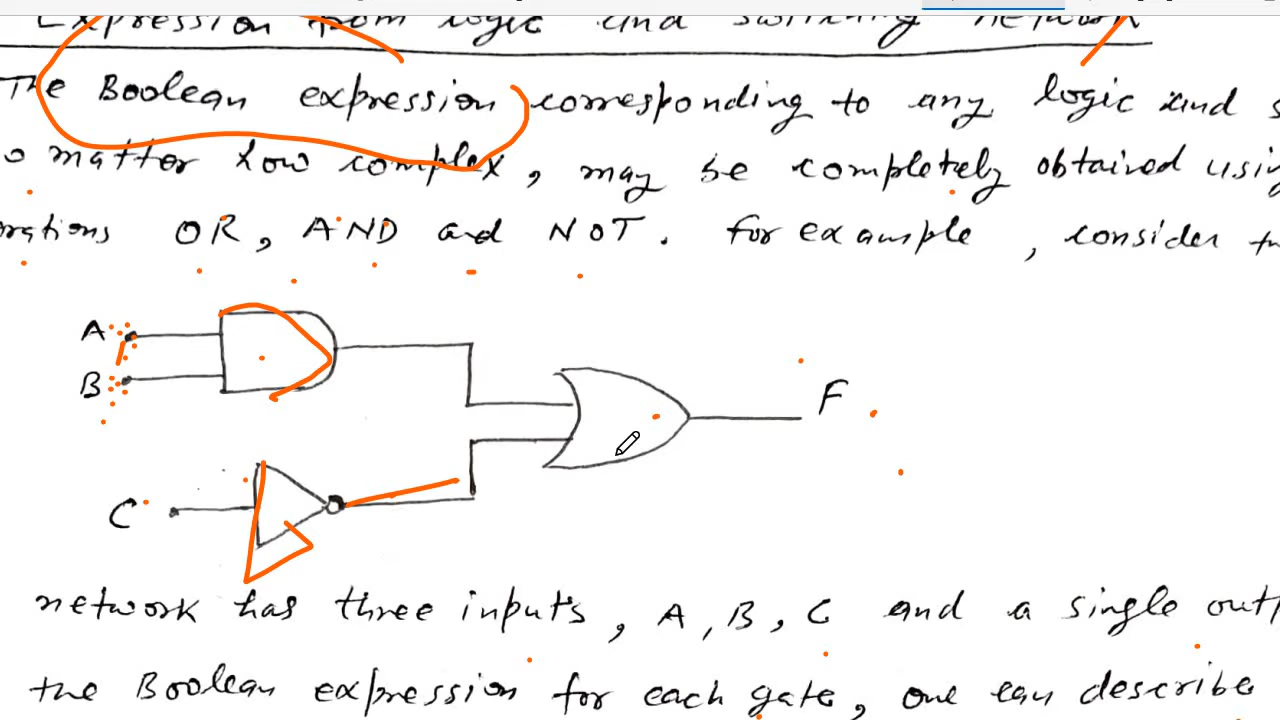 Expression from logic and switching network
The Boolean expression corresponding to any logic and s
o matter how complex, may be completely obtained usin
rations OR, AND and NOT. for example, consider th
A
B
F
C
network has three inputs, A, B, C and a single out
the Boolean expression for each gate, one can describe